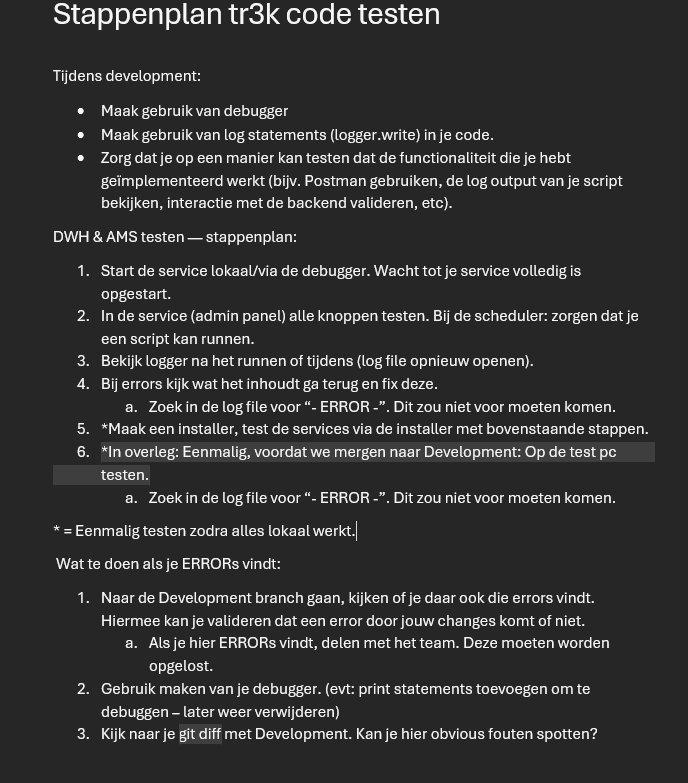 Stappenplan tr3k code testen
Tijdens development:
• Maak gebruik van debugger
• Maak gebruik van log statements (logger.write) in je code.
• Zorg dat je op een manier kan testen dat de functionaliteit die je hebt
geïmplementeerd werkt (bijv. Postman gebruiken, de log output van je script
bekijken, interactie met de backend valideren, etc).
DWH & AMS testen — stappenplan:
1. Start de service lokaal/via de debugger. Wacht tot je service volledig is
opgestart.
2. In de service (admin panel) alle knoppen testen. Bij de scheduler: zorgen dat je
een script kan runnen.
3. Bekijk logger na het runnen of tijdens (log file opnieuw openen).
4. Bij errors kijk wat het inhoudt ga terug en fix deze.
a. Zoek in de log file voor “- ERROR -”. Dit zou niet voor moeten komen.
5. *Maak een installer, test de services via de installer met bovenstaande stappen.
6. *In overleg: Eenmalig, voordat we mergen naar Development: Op de test pc
testen.
a. Zoek in de log file voor “- ERROR -”. Dit zou niet voor moeten komen.
* = Eenmalig testen zodra alles lokaal werkt.
Wat te doen als je ERRORs vindt:
1. Naar de Development branch gaan, kijken of je daar ook die errors vindt.
Hiermee kan je valideren dat een error door jouw changes komt of niet.
a. Als je hier ERRORs vindt, delen met het team. Deze moeten worden
opgelost.
2. Gebruik maken van je debugger. (evt: print statements toevoegen om te
debuggen – later weer verwijderen)
3. Kijk naar je git diff met Development. Kan je hier obvious fouten spotten?